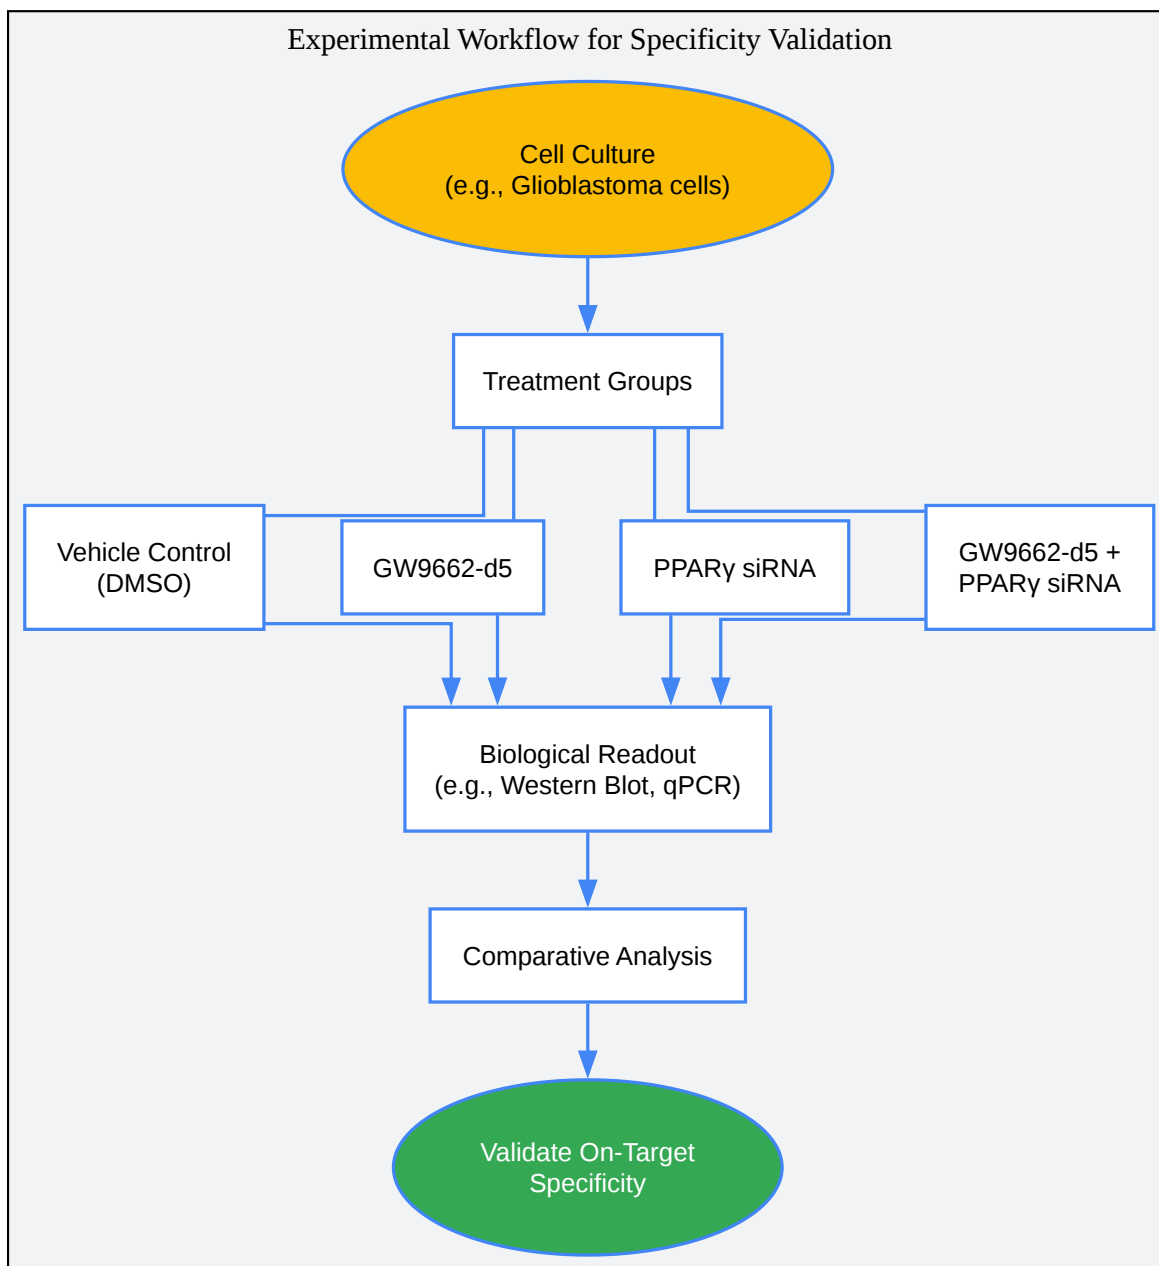 Experimental Workflow for Specificity Validation
Cell Culture
(e.g., Glioblastoma cells)
Treatment Groups
Vehicle Control
(DMSO)
GW9662-d5
PPARγ siRNA
GW9662-d5 +
PPARγ siRNA
Biological Readout
(e.g., Western Blot, qPCR)
Comparative Analysis
Validate On-Target
Specificity